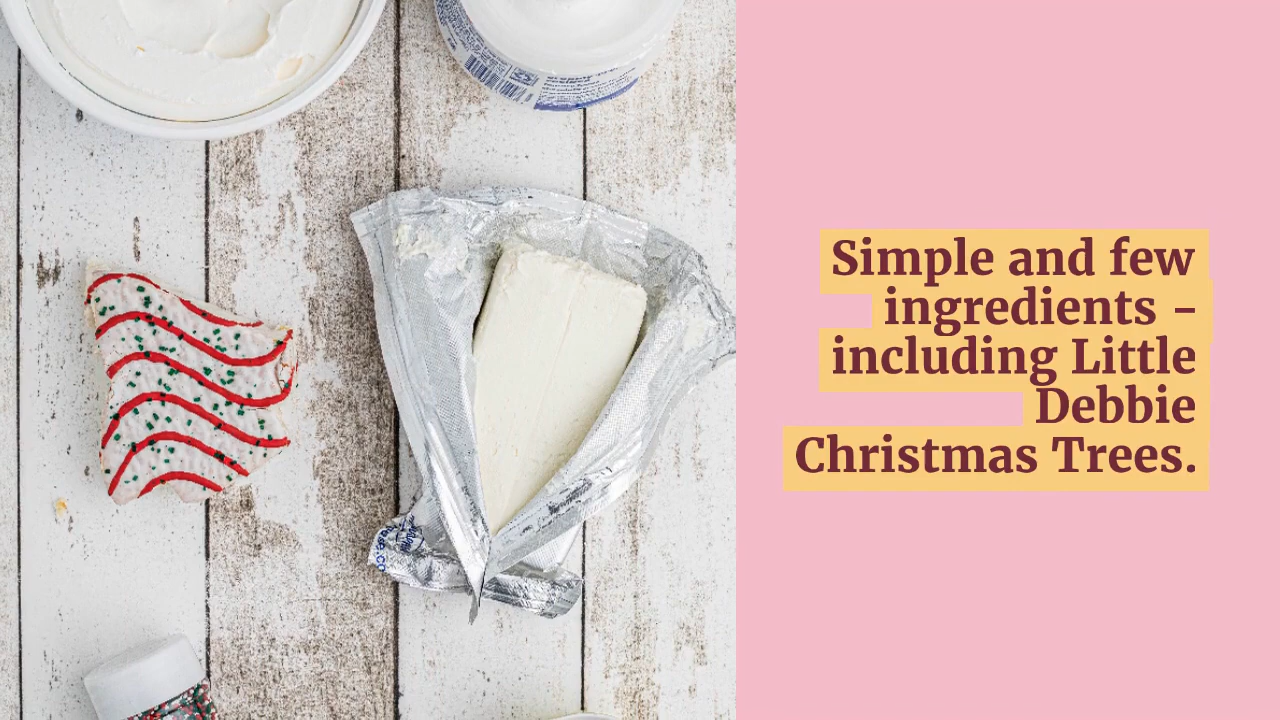 Simple and few
ingredients -
including Little
Debbie
Christmas Trees.